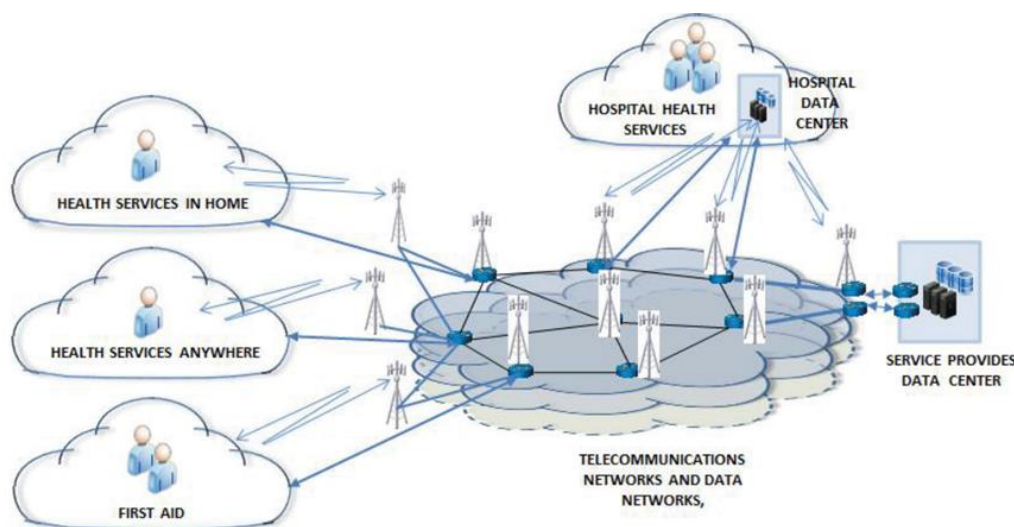 HOSPITAL HEALTH
SERVICES
HOSPITAL
DATA
CENTER
HEALTH SERVICES IN HOME
HEALTH SERVICES ANYWHERE
SERVICE PROVIDES
DATA CENTER
FIRST AID
TELECOMMUNICATIONS
NETWORKS AND DATA
NETWORKS,